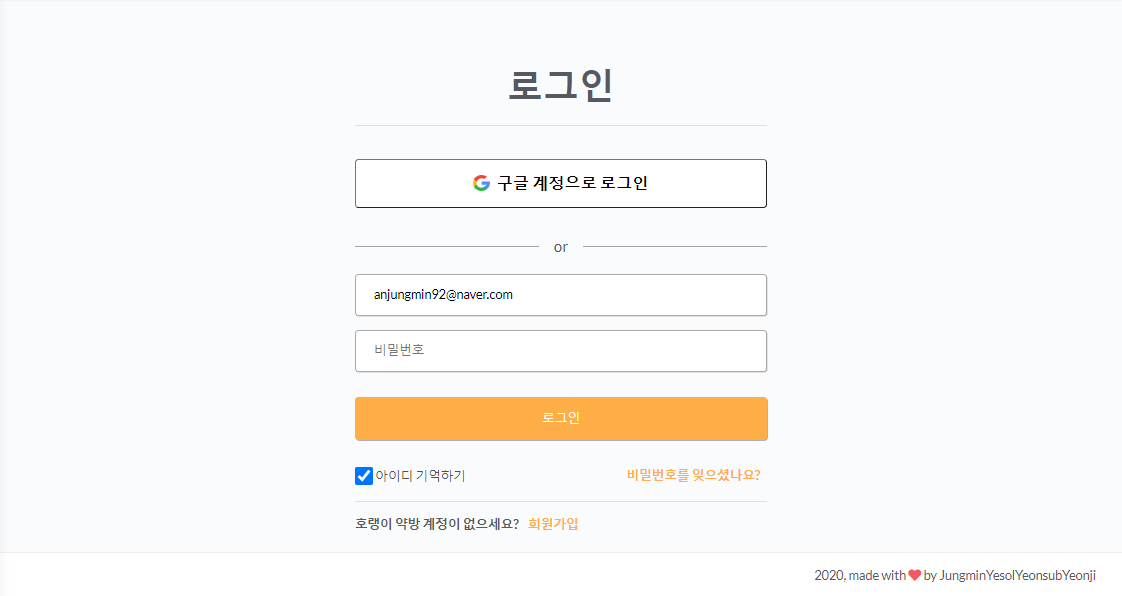 로그인
구글 계정으로 로그인
or
anjungmin92@naver.com
비밀번호
로그인
아이디 기억하기 비밀번호를 잊으셨나요?
호랭이 약방 계정이 없으세요? 회원가입
2020, made with by JungminYesolYeonsubYeonji